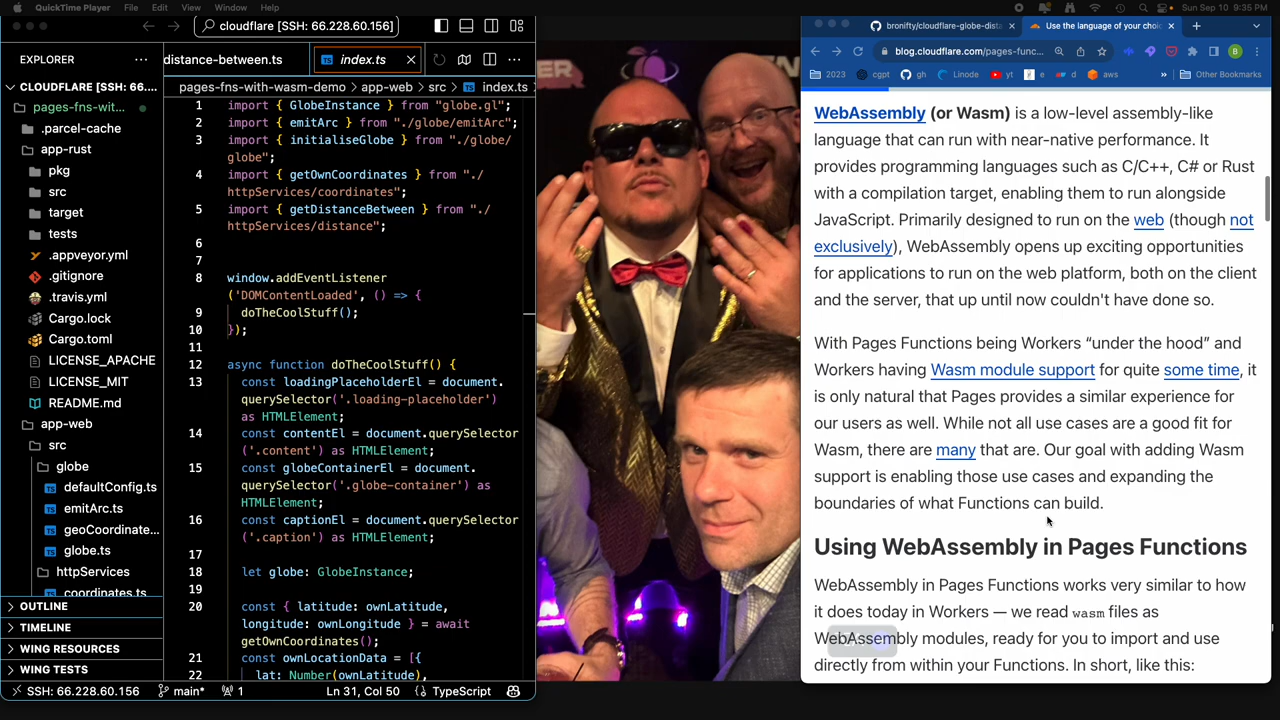 QuickTime Player File Edit View Window Help Sun Sep 10 9:35 PM
cloudflare [SSH: 66.228.60.156]
EXPLORER
CLOUDFLARE [SSH: 66....
pages-fns-wit...
.parcel-cache
app-rust
pkg
src
target
tests
.appveyor.yml
.gitignore
.travis.yml
Cargo.lock
Cargo.toml
LICENSE_APACHE
LICENSE_MIT
README.md
app-web
src
globe
defaultConfig.ts
emitArc.ts
geoCoordinate...
globe.ts
httpServices
coordinates.ts
OUTLINE
TIMELINE
WING RESOURCES
WING TESTS
distance-between.ts
index.ts
pages-fns-with-wasm-demo > app-web > src > index.ts
1 import { GlobeInstance } from "globe.gl";
2 import { emitArc } from "./globe/emitArc";
3 import { initialiseGlobe } from "./globe/
globe";
4 import { getOwnCoordinates } from "./
httpServices/coordinates";
5 import { getDistanceBetween } from "./
httpServices/distance";
6
7
8 window.addEventListener
('DOMContentLoaded', () => {
9 doTheCoolStuff();
10 });
11
12 async function doTheCoolStuff() {
13 const loadingPlaceholderEl = document.
querySelector('.loading-placeholder')
as HTMLElement;
14 const contentEl = document.querySelector
('.content') as HTMLElement;
15 const globeContainerEl = document.
querySelector('.globe-container') as
HTMLElement;
16 const captionEl = document.querySelector
('.caption') as HTMLElement;
17
18 let globe: GlobeInstance;
19
20 const { latitude: ownLatitude,
longitude: ownLongitude } = await
getOwnCoordinates();
21 const ownLocationData = [{
22 lat: Number(ownLatitude),
SSH: 66.228.60.156 main* 1 Ln 31, Col 50 TypeScript
bronifty/cloudflare-globe-dista
Use the language of your choic
blog.cloudflare.com/pages-func...
B
2023 cgpt gh Linode yt e d aws » Other Bookmarks
WebAssembly (or Wasm) is a low-level assembly-like
language that can run with near-native performance. It
provides programming languages such as C/C++, C# or Rust
with a compilation target, enabling them to run alongside
JavaScript. Primarily designed to run on the web (though not
exclusively), WebAssembly opens up exciting opportunities
for applications to run on the web platform, both on the client
and the server, that up until now couldn't have done so.
With Pages Functions being Workers “under the hood” and
Workers having Wasm module support for quite some time, it
is only natural that Pages provides a similar experience for
our users as well. While not all use cases are a good fit for
Wasm, there are many that are. Our goal with adding Wasm
support is enabling those use cases and expanding the
boundaries of what Functions can build.
Using WebAssembly in Pages Functions
WebAssembly in Pages Functions works very similar to how
it does today in Workers — we read wasm files as
WebAssembly modules, ready for you to import and use
directly from within your Functions. In short, like this: